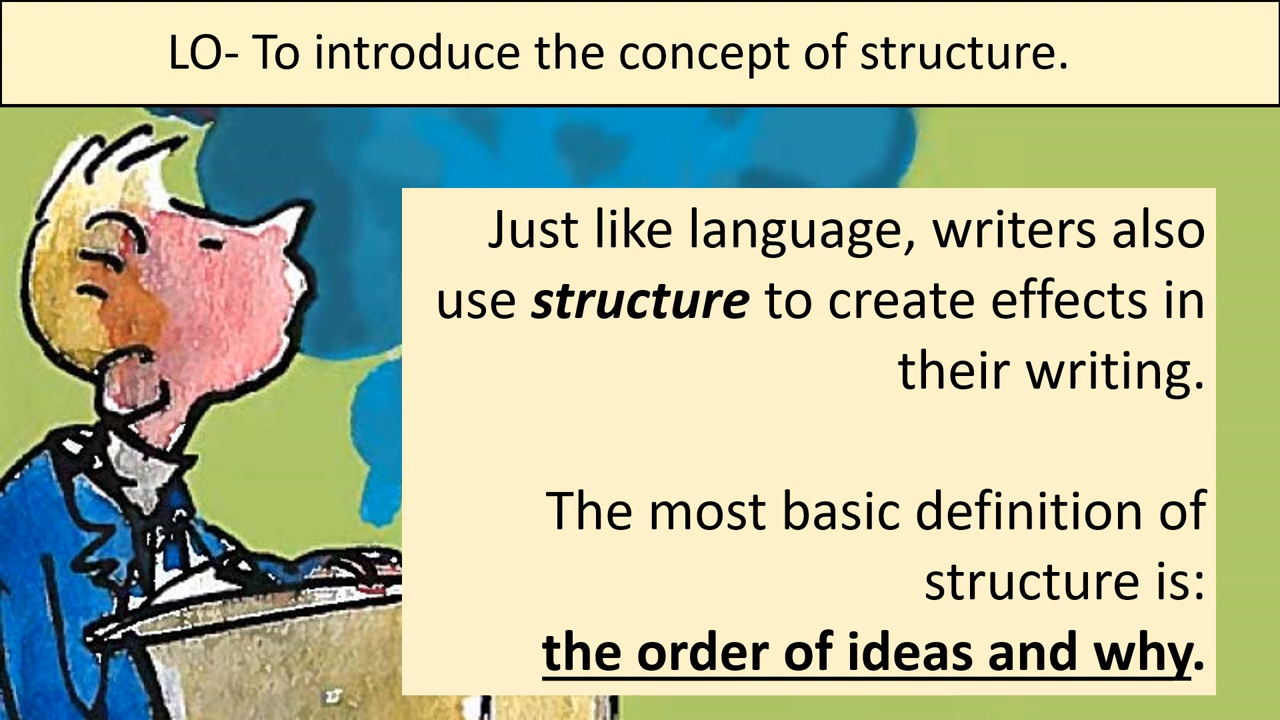 LO- To introduce the concept of structure.
Just like language, writers also
use structure to create effects in
their writing.
The most basic definition of
structure is:
the order of ideas and why.